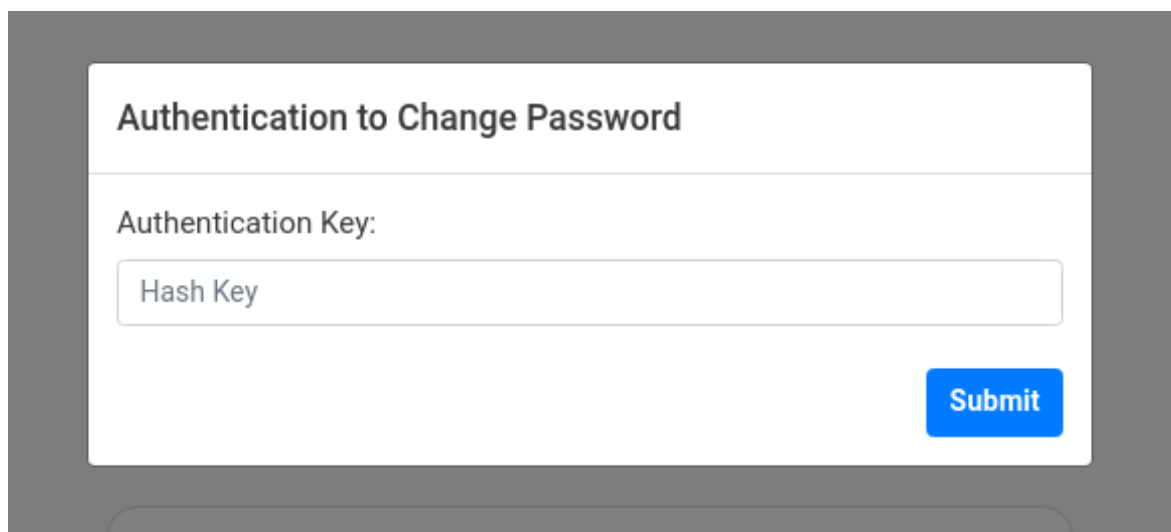 Authentication to Change Password
Authentication Key:
Hash Key
Submit